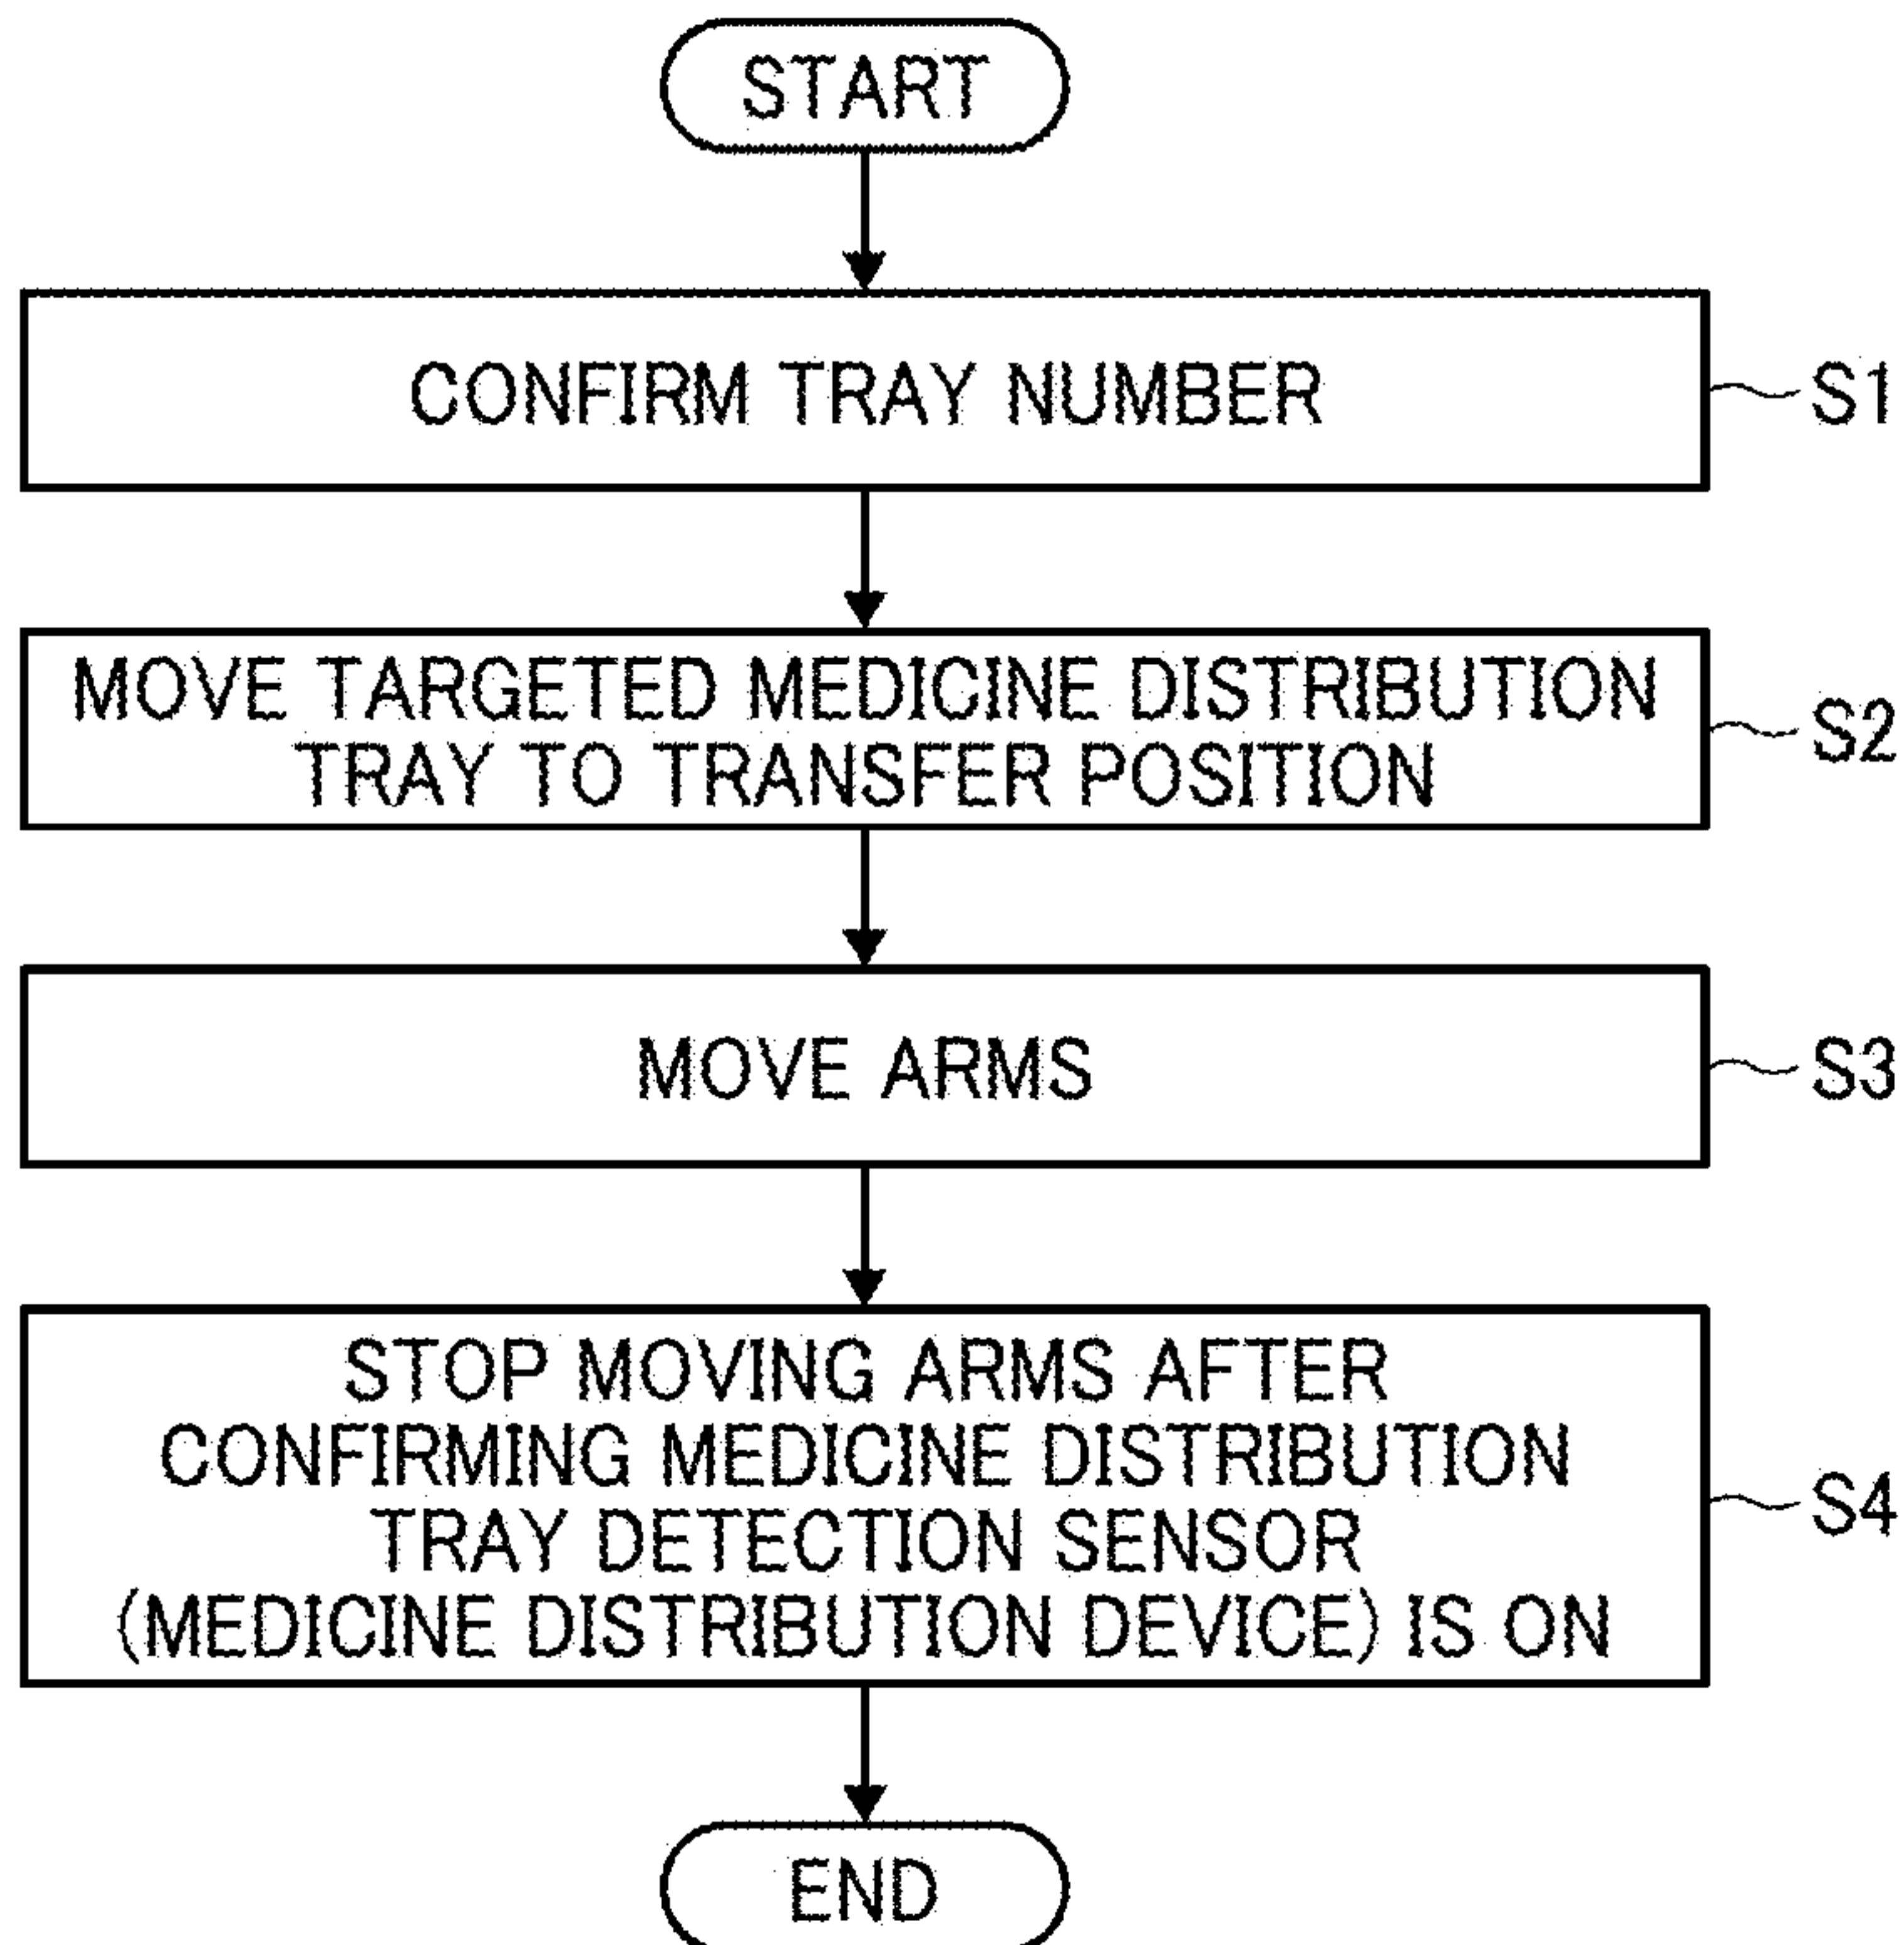 START
CONFIRM TRAY NUMBER
S1
MOVE TARGETED MEDICINE DISTRIBUTION
TRAY TO TRANSFER POSITION
S2
MOVE ARMS
S3
STOP MOVING ARMS AFTER
CONFIRMING MEDICINE DISTRIBUTION
TRAY DETECTION SENSOR
(MEDICINE DISTRIBUTION DEVICE) IS ON
S4
END